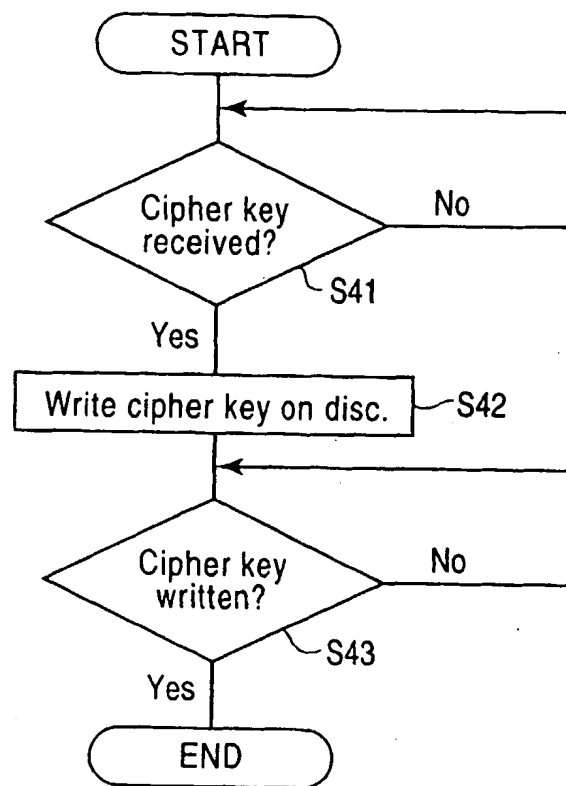 START
Cipher key
received?
No
S41
Yes
Write cipher key on disc.
S42
Cipher key
written?
No
S43
Yes
END